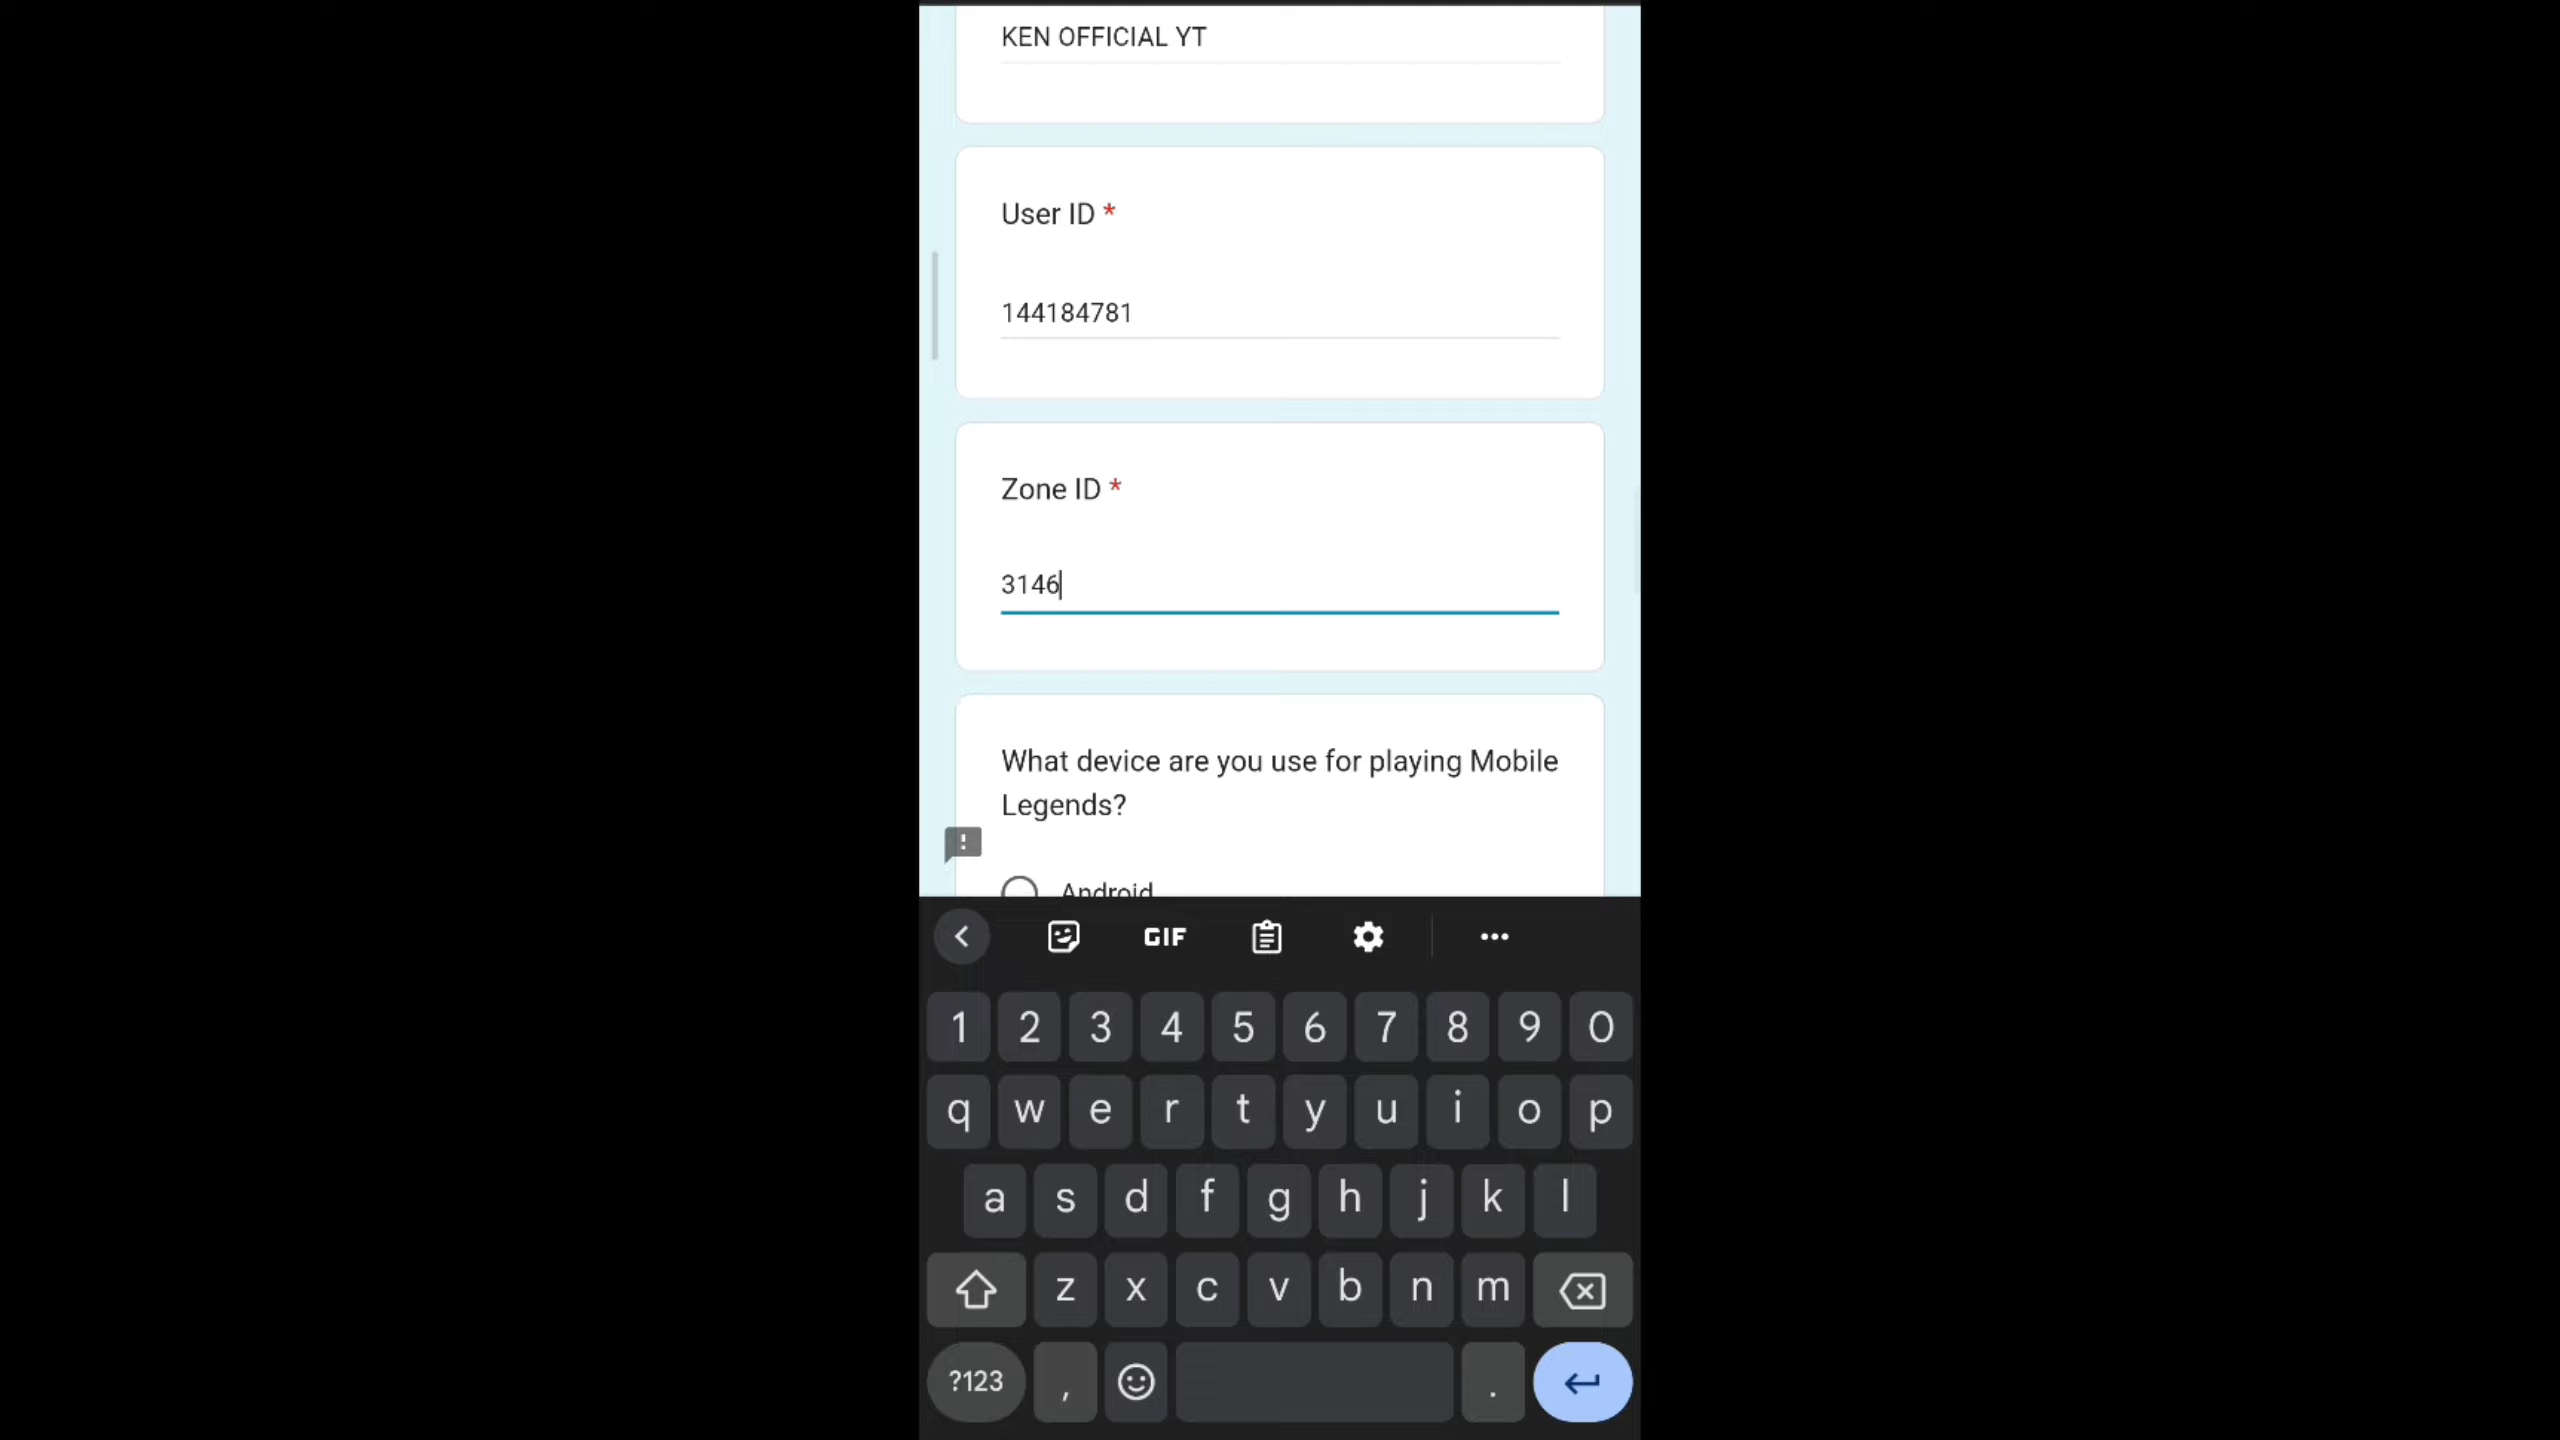 KEN OFFICIAL YT
User ID *
144184781
Zone ID *
3146
What device are you use for playing Mobile
Legends?
Android
GIF
1 2 3 4 5 6 7 8 9 0
q w e r t y u i o p
a s d f g h j k l
z x c v b n m
?123 , .